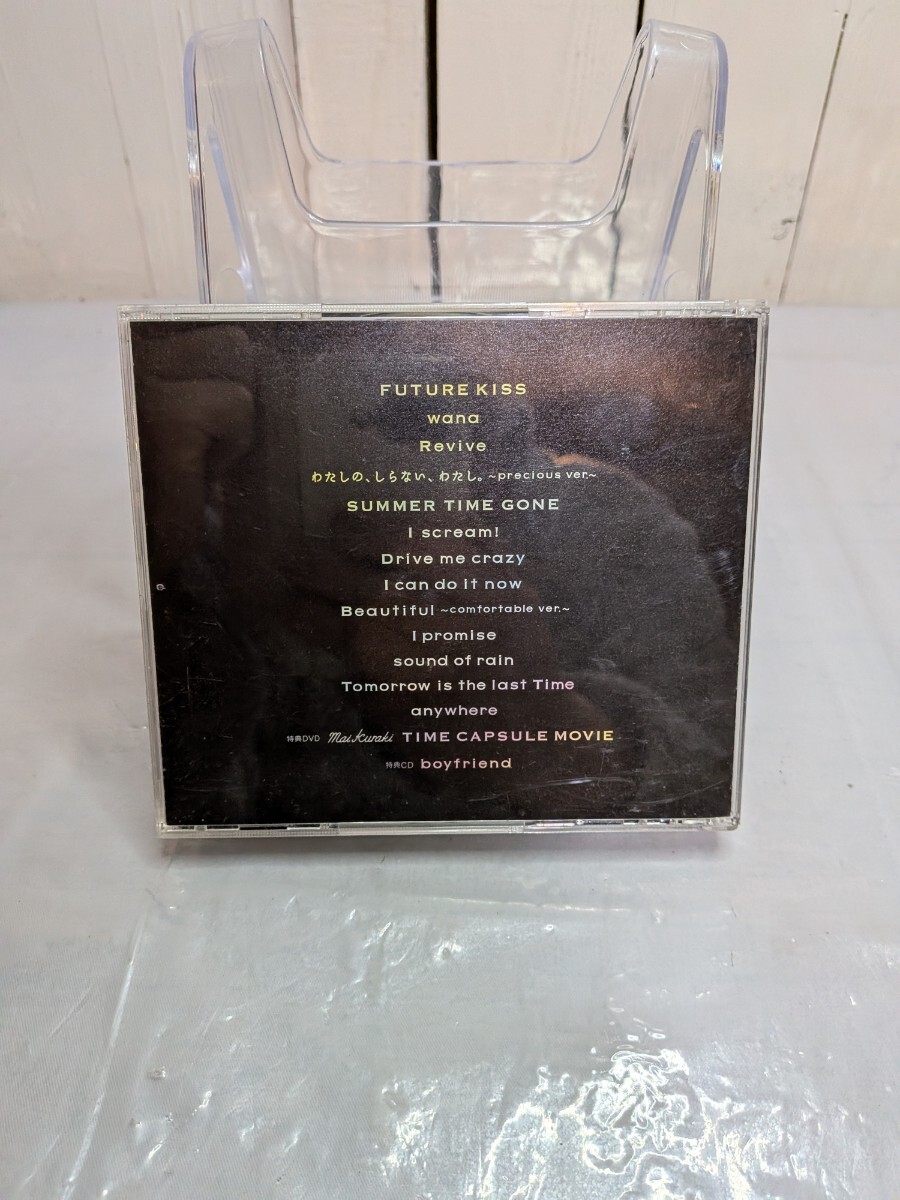 FUTURE KISS
wana
Revive
わたしの、しらない、わたし。~precious ver.~
SUMMER TIME GONE
I scream!
Drive me crazy
I can do it now
Beautiful ~comfortable ver.~
I promise
sound of rain
Tomorrow is the last Time
anywhere
特典DVD Mai Kuraki TIME CAPSULE MOVIE
特典CD boyfriend